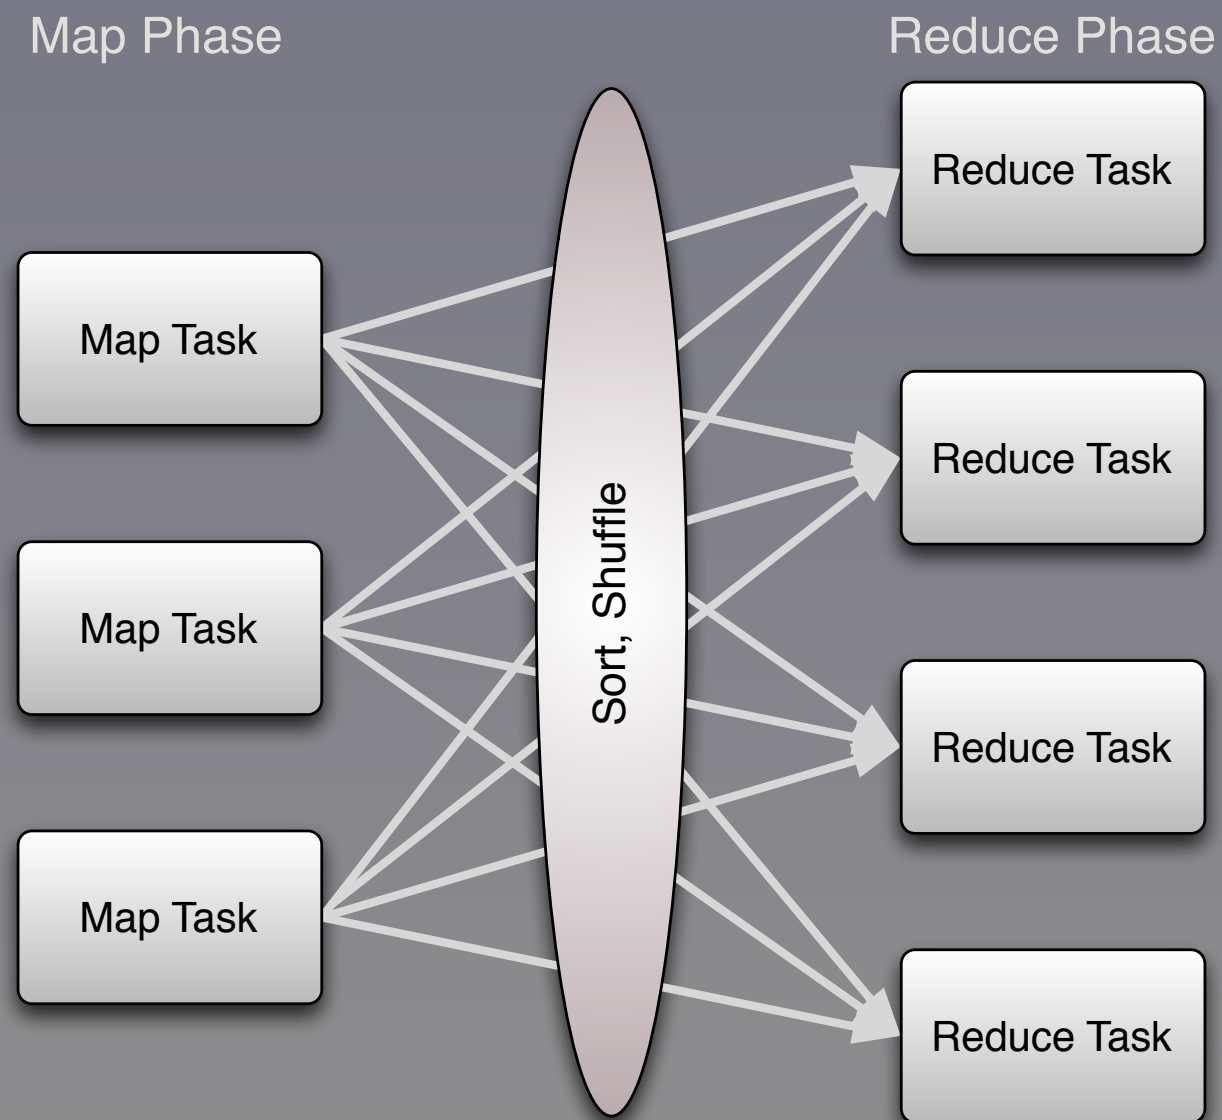 Map Phase
Reduce Phase
Map Task
Map Task
Map Task
Sort, Shuffle
Reduce Task
Reduce Task
Reduce Task
Reduce Task